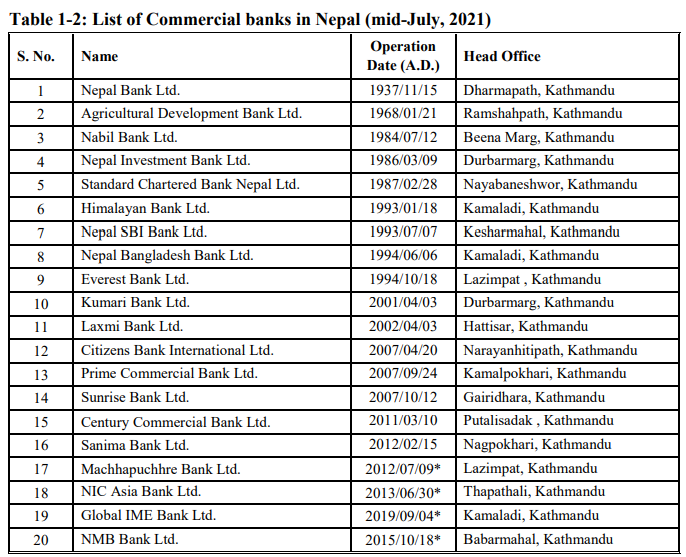 Table 1-2: List of Commercial banks in Nepal (mid-July, 2021)
S. No. Name Operation Date (A.D.) Head Office
1 Nepal Bank Ltd. 1937/11/15 Dharmapath, Kathmandu
2 Agricultural Development Bank Ltd. 1968/01/21 Ramshahpath, Kathmandu
3 Nabil Bank Ltd. 1984/07/12 Beena Marg, Kathmandu
4 Nepal Investment Bank Ltd. 1986/03/09 Durbarmarg, Kathmandu
5 Standard Chartered Bank Nepal Ltd. 1987/02/28 Nayabaneshwor, Kathmandu
6 Himalayan Bank Ltd. 1993/01/18 Kamaladi, Kathmandu
7 Nepal SBI Bank Ltd. 1993/07/07 Kesharmahal, Kathmandu
8 Nepal Bangladesh Bank Ltd. 1994/06/06 Kamaladi, Kathmandu
9 Everest Bank Ltd. 1994/10/18 Lazimpat , Kathmandu
10 Kumari Bank Ltd. 2001/04/03 Durbarmarg, Kathmandu
11 Laxmi Bank Ltd. 2002/04/03 Hattisar, Kathmandu
12 Citizens Bank International Ltd. 2007/04/20 Narayanhitipath, Kathmandu
13 Prime Commercial Bank Ltd. 2007/09/24 Kamalpokhari, Kathmandu
14 Sunrise Bank Ltd. 2007/10/12 Gairidhara, Kathmandu
15 Century Commercial Bank Ltd. 2011/03/10 Putalisadak , Kathmandu
16 Sanima Bank Ltd. 2012/02/15 Nagpokhari, Kathmandu
17 Machhapuchhre Bank Ltd. 2012/07/09* Lazimpat, Kathmandu
18 NIC Asia Bank Ltd. 2013/06/30* Thapathali, Kathmandu
19 Global IME Bank Ltd. 2019/09/04* Kamaladi, Kathmandu
20 NMB Bank Ltd. 2015/10/18* Babarmahal, Kathmandu